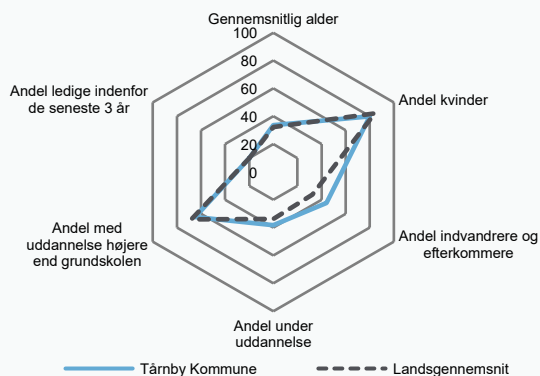 Gennemsnitlig alder
100
80
60
40
20
0
Andel kvinder
Andel indvandrere og
efterkommere
Andel under
uddannelse
Andel med
uddannelse højere
end grundskolen
Andel ledige indenfor
de seneste 3 år
Tårnby Kommune
Landsgennemsnit